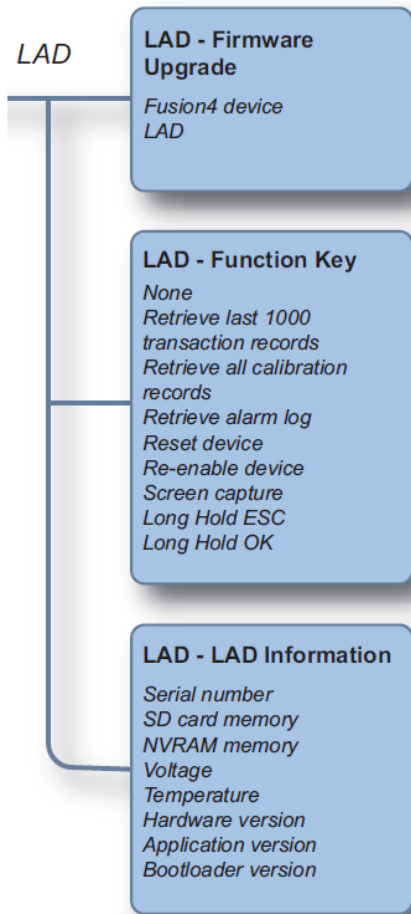 LAD
LAD - Firmware
Upgrade
Fusion4 device
LAD
LAD - Function Key
None
Retrieve last 1000
transaction records
Retrieve all calibration
records
Retrieve alarm log
Reset device
Re-enable device
Screen capture
Long Hold ESC
Long Hold OK
LAD - LAD Information
Serial number
SD card memory
NVRAM memory
Voltage
Temperature
Hardware version
Application version
Bootloader version